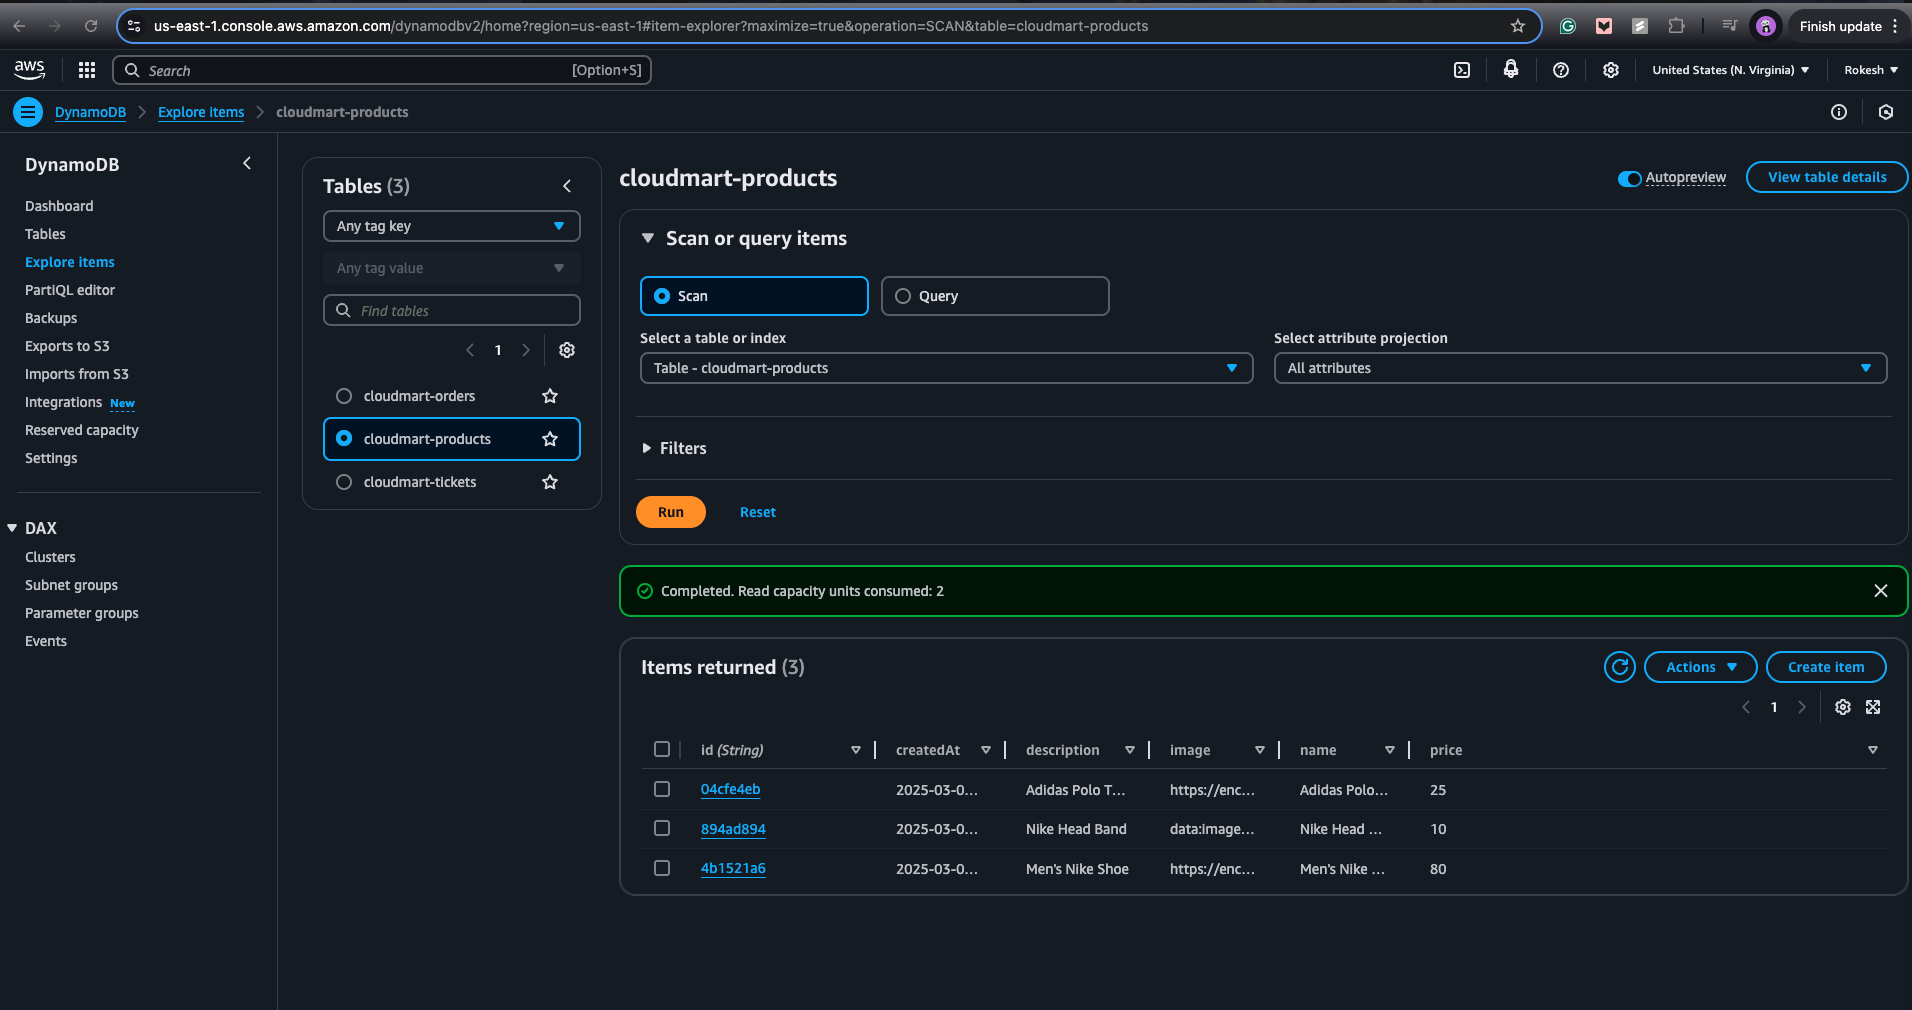 us-east-1.console.aws.amazon.com/dynamodbv2/home?region=us-east-1#item-explorer?maximize=true&operation=SCAN&table=cloudmart-products
Finish update
aws
Search
[Option+S]
United States (N. Virginia)
Rokesh
DynamoDB
Explore items
cloudmart-products
DynamoDB
Dashboard
Tables
Explore items
PartiQL editor
Backups
Exports to S3
Imports from S3
Integrations New
Reserved capacity
Settings
DAX
Clusters
Subnet groups
Parameter groups
Events
Tables (3)
Any tag key
Any tag value
Find tables
1
cloudmart-orders
cloudmart-products
cloudmart-tickets
cloudmart-products
Autopreview
View table details
Scan or query items
Scan
Query
Select a table or index
Table - cloudmart-products
Select attribute projection
All attributes
Filters
Run
Reset
Completed. Read capacity units consumed: 2
Items returned (3)
Actions
Create item
1
id (String) createdAt description image name price
04cfe4eb 2025-03-0... Adidas Polo T... https://enc... Adidas Polo... 25
894ad894 2025-03-0... Nike Head Band data:image... Nike Head ... 10
4b1521a6 2025-03-0... Men's Nike Shoe https://enc... Men's Nike ... 80